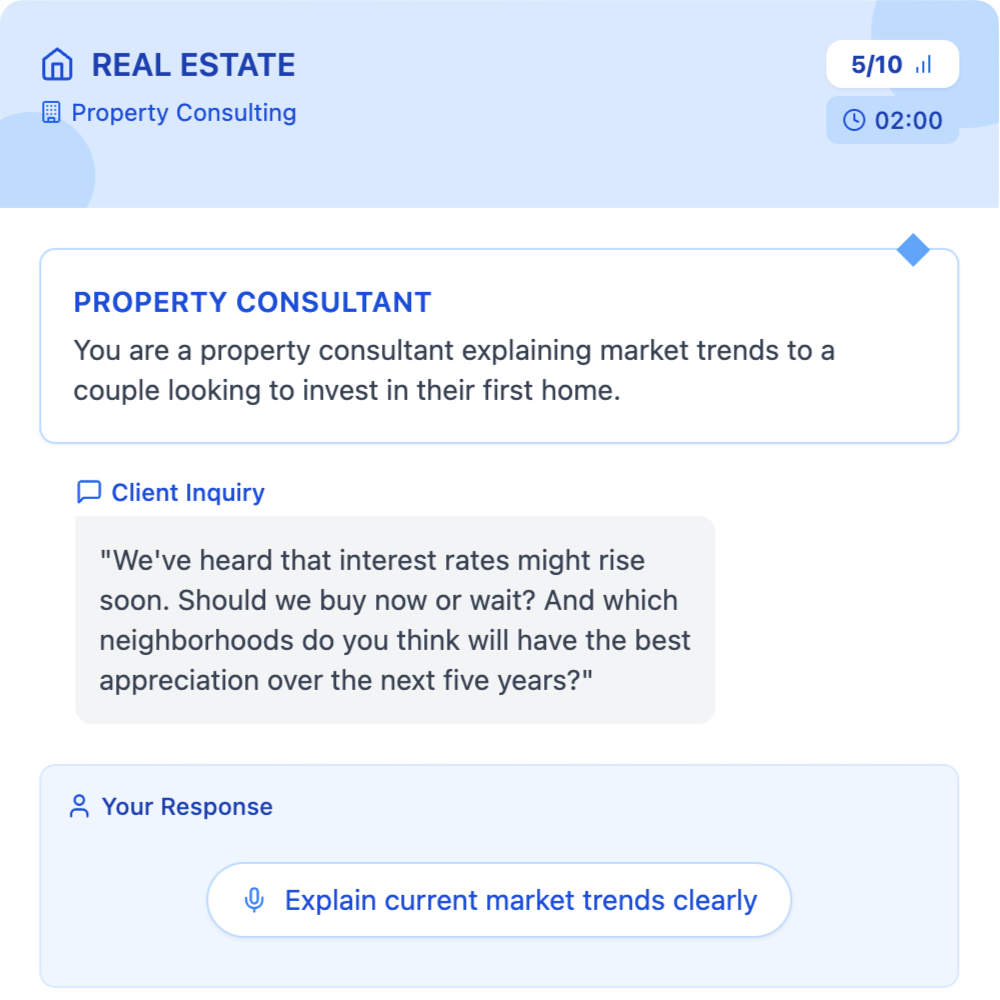 REAL ESTATE
Property Consulting
5/10
02:00
PROPERTY CONSULTANT
You are a property consultant explaining market trends to a
couple looking to invest in their first home.
Client Inquiry
"We've heard that interest rates might rise
soon. Should we buy now or wait? And which
neighborhoods do you think will have the best
appreciation over the next five years?"
Your Response
Explain current market trends clearly